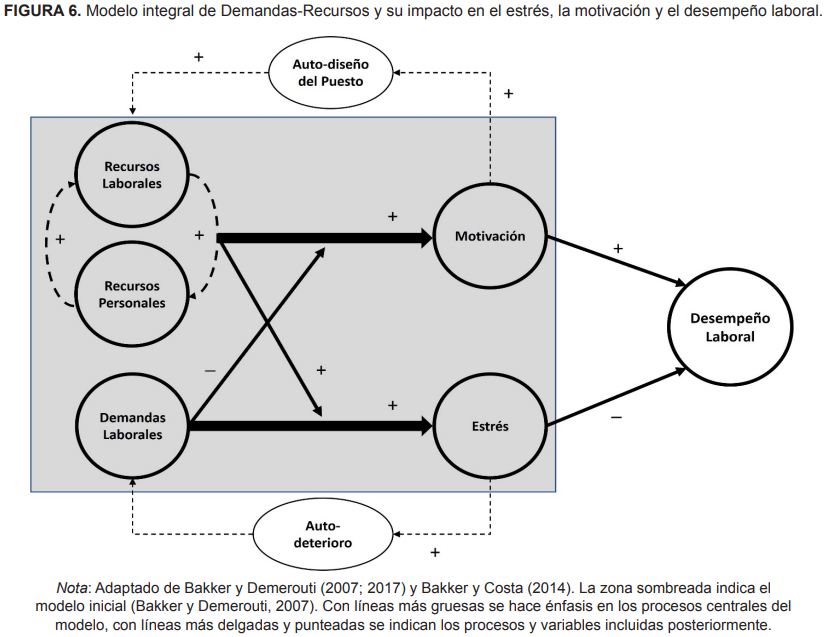 FIGURA 6. Modelo integral de Demandas-Recursos y su impacto en el estrés, la motivación y el desempeño laboral.
+
Auto-diseño
del Puesto
+
Recursos
Laborales
+
+
+
Motivación
+
Recursos
Personales
Desempeño
Laboral
–
+
+
Demandas
Laborales
Estrés
–
Auto-
deterioro
+
Nota: Adaptado de Bakker y Demerouti (2007; 2017) y Bakker y Costa (2014). La zona sombreada indica el
modelo inicial (Bakker y Demerouti, 2007). Con líneas más gruesas se hace énfasis en los procesos centrales del
modelo, con líneas más delgadas y punteadas se indican los procesos y variables incluidas posteriormente.